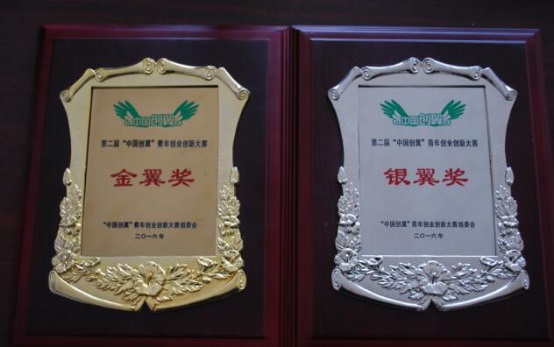 中国创翼
第二届“中国创翼”青年创业创新大赛
金翼奖
“中国创翼”青年创业创新大赛组委会
二〇一六年
中国创翼
第二届“中国创翼”青年创业创新大赛
银翼奖
“中国创翼”青年创业创新大赛组委会
二〇一六年